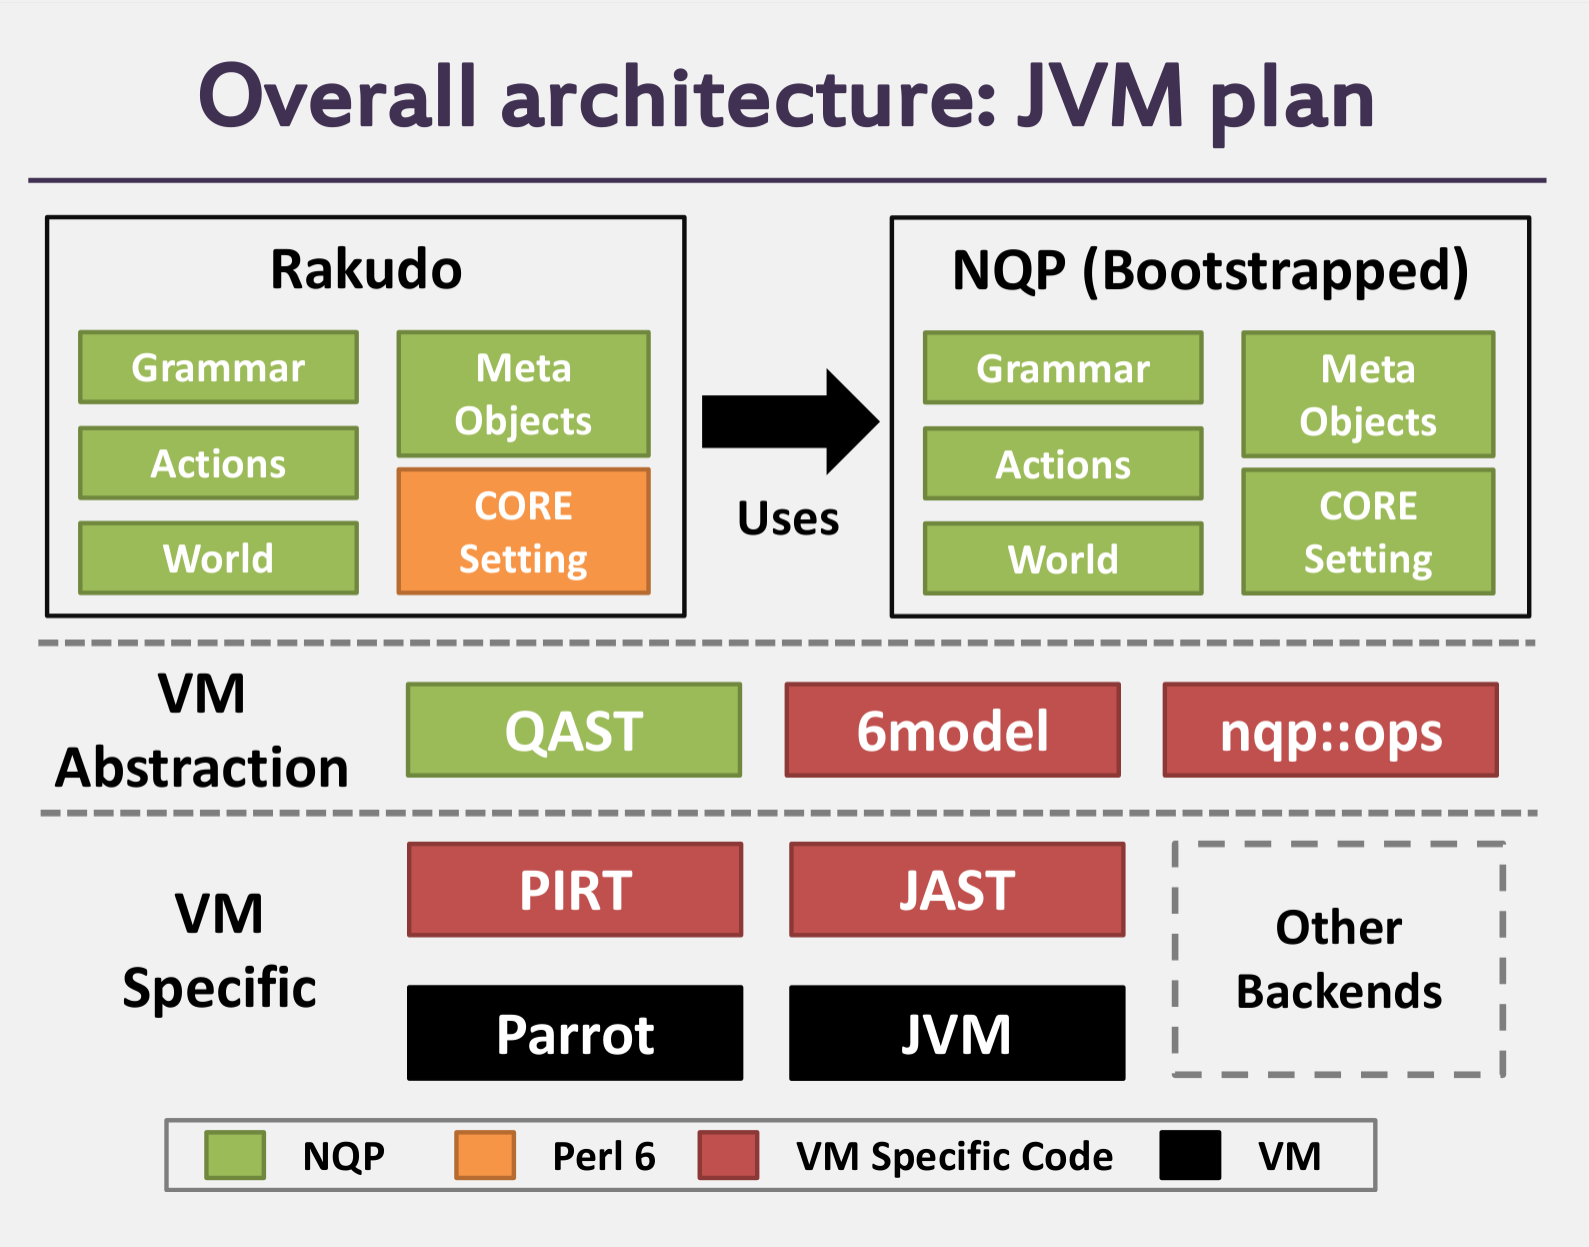 Overall architecture: JVM plan
Rakudo
Grammar
Meta
Objects
Actions
CORE
Setting
World
Uses
NQP (Bootstrapped)
Grammar
Meta
Objects
Actions
CORE
Setting
World
VM
Abstraction
QAST
6model
nqp::ops
VM
Specific
PIRT
JAST
Parrot
JVM
Other
Backends
NQP
Perl 6
VM Specific Code
VM